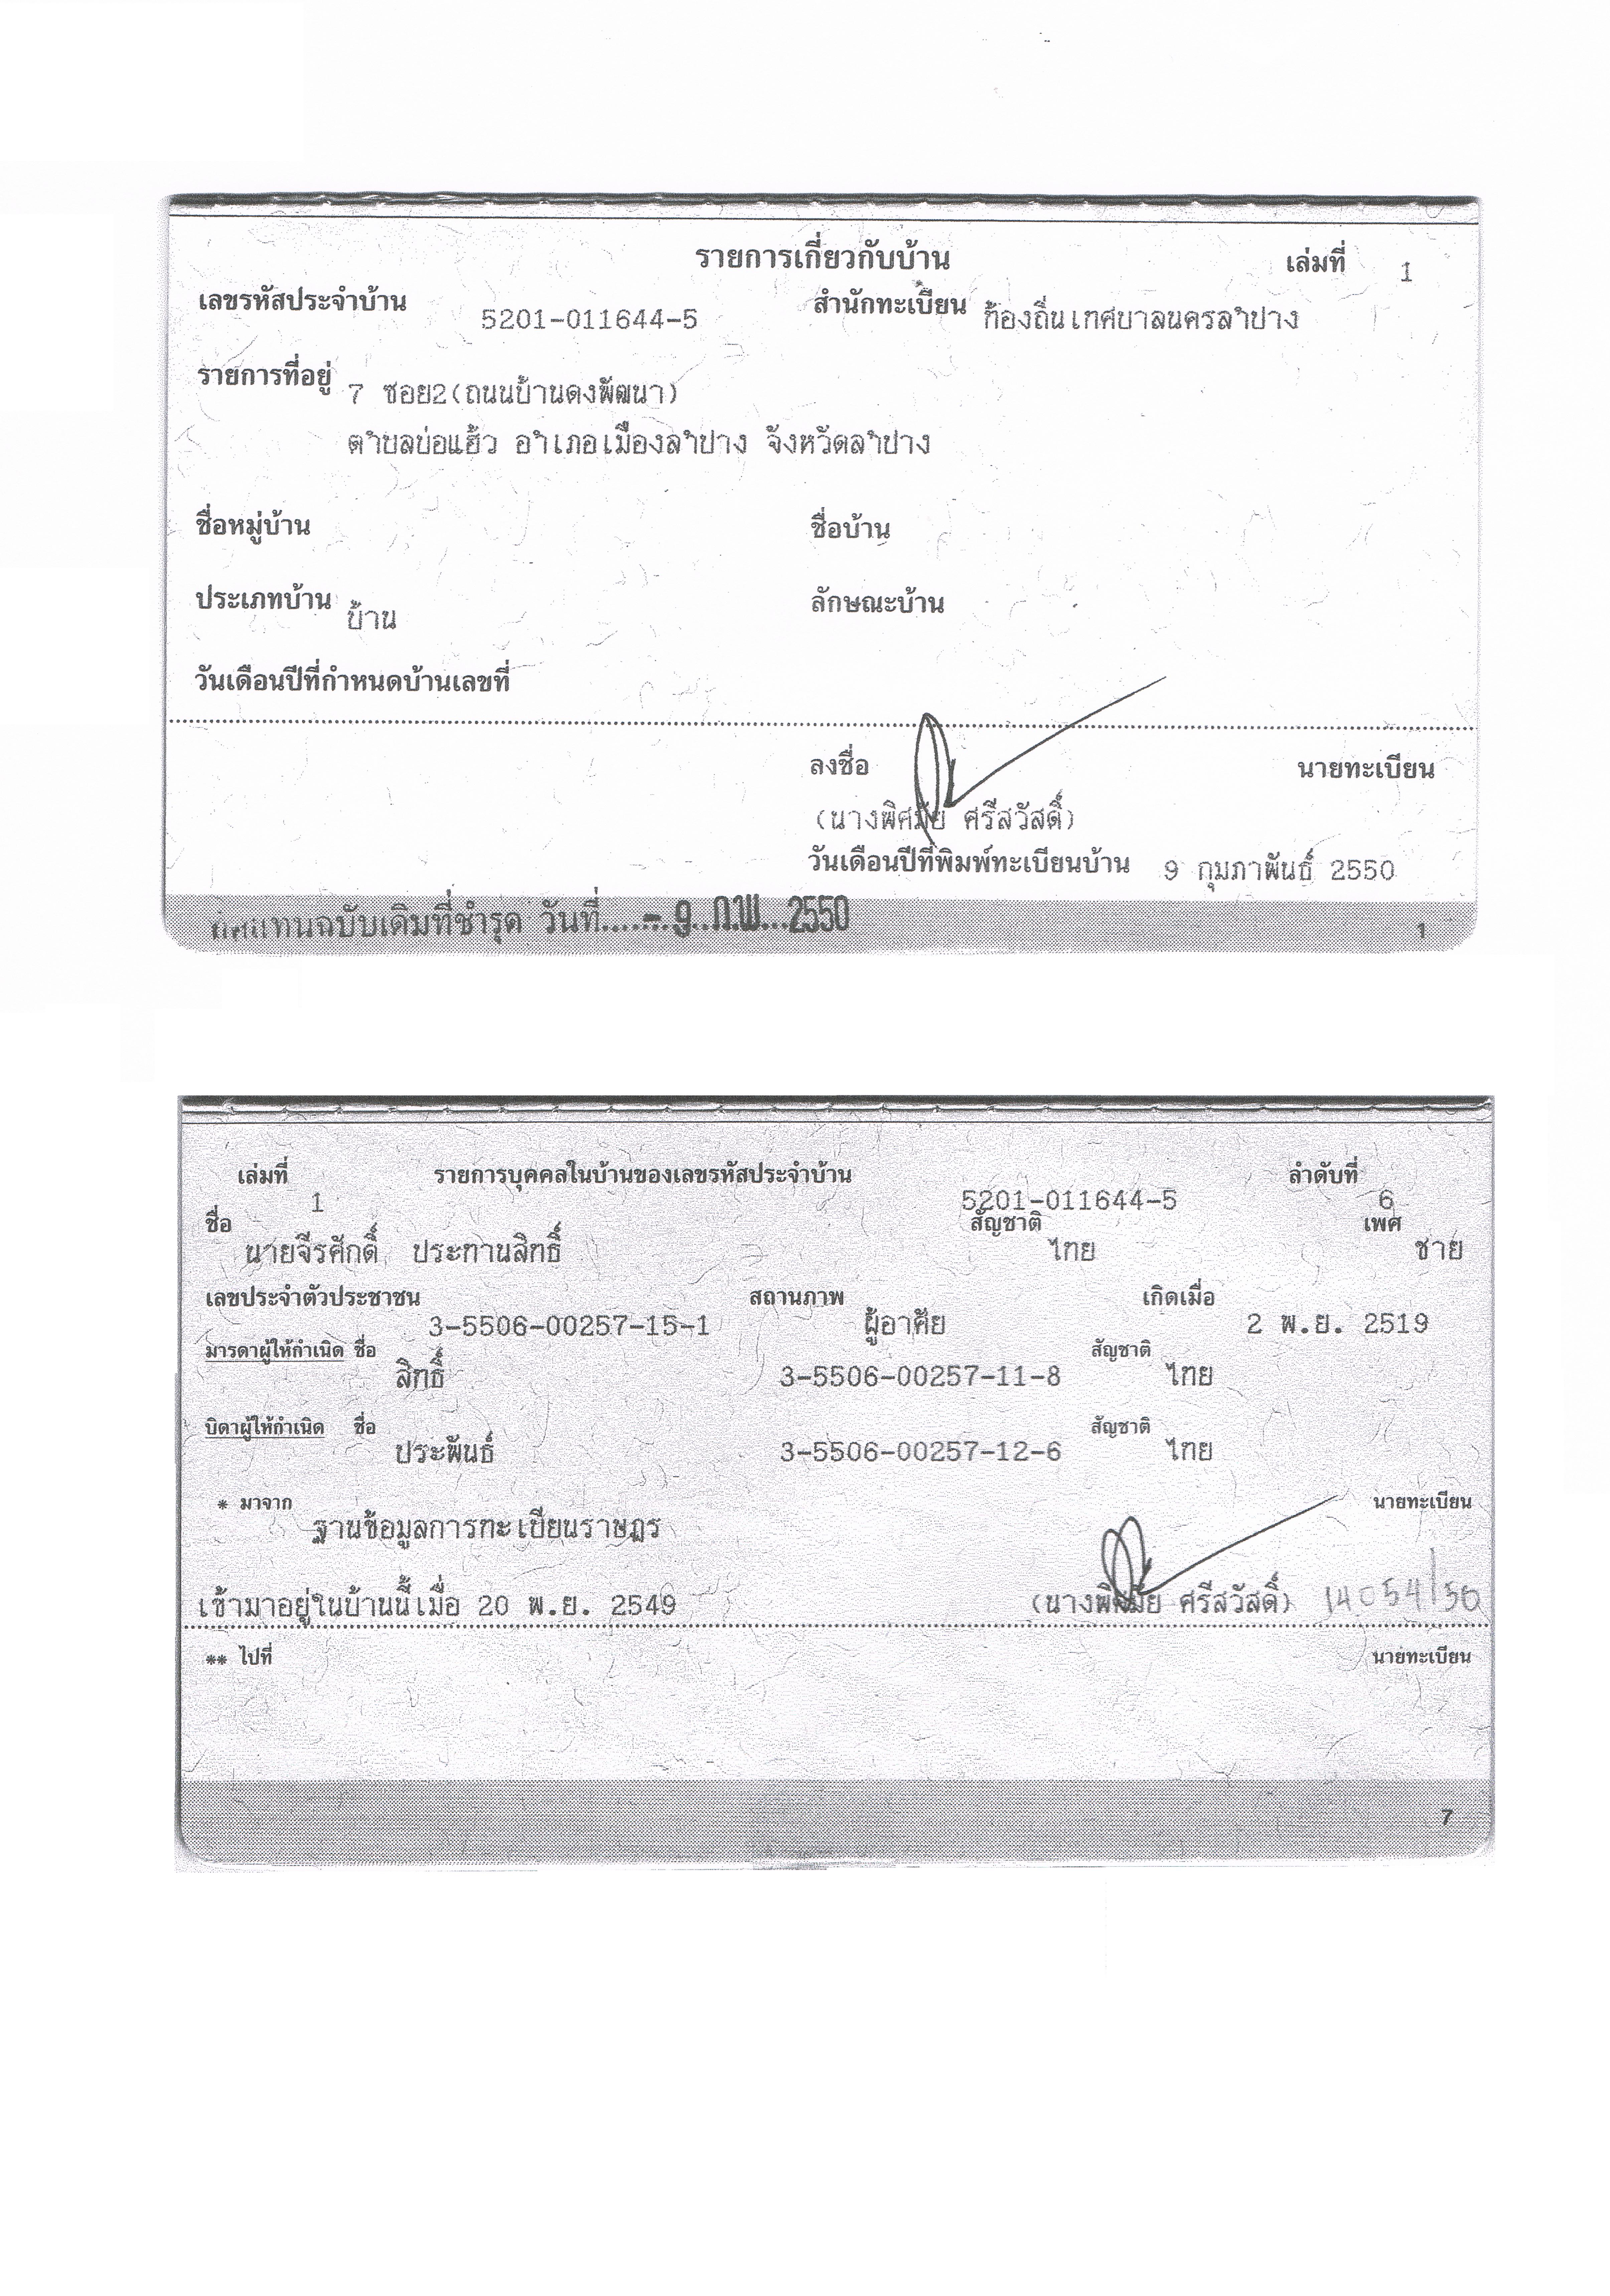 รายการเกี่ยวกับบ้าน เล่มที่ 1
เลขรหัสประจำบ้าน 5201-011644-5 สำนักทะเบียน ท้องถิ่นเทศบาลนครลำปาง
รายการที่อยู่ 7 ซอย2(ถนนบ้านดงพัฒนา)
ตำบลบ่อแฮ้ว อำเภอเมืองลำปาง จังหวัดลำปาง
ชื่อหมู่บ้าน ชื่อบ้าน
ประเภทบ้าน บ้าน ลักษณะบ้าน
วันเดือนปีที่กำหนดบ้านเลขที่
ลงชื่อ นายทะเบียน
(นางพิศมัย ศรีสวัสดิ์)
วันเดือนปีที่พิมพ์ทะเบียนบ้าน 9 กุมภาพันธ์ 2550
แทนฉบับเดิมที่ชำรุด วันที่......- 9..ก.พ...2550 1
เล่มที่ 1 รายการบุคคลในบ้านของเลขรหัสประจำบ้าน 5201-011644-5 ลำดับที่ 6
ชื่อ นายจีรศักดิ์ ประทานสิทธิ์ สัญชาติ ไทย เพศ ชาย
เลขประจำตัวประชาชน 3-5506-00257-15-1 สถานภาพ ผู้อาศัย เกิดเมื่อ 2 พ.ย. 2519
มารดาผู้ให้กำเนิด ชื่อ สิทธิ์ 3-5506-00257-11-8 สัญชาติ ไทย
บิดาผู้ให้กำเนิด ชื่อ ประพันธ์ 3-5506-00257-12-6 สัญชาติ ไทย
* มาจาก ฐานข้อมูลการทะเบียนราษฎร นายทะเบียน
เข้ามาอยู่ในบ้านนี้เมื่อ 20 พ.ย. 2549 (นางพิศมัย ศรีสวัสดิ์) 14054/50
** ไปที่ นายทะเบียน
7